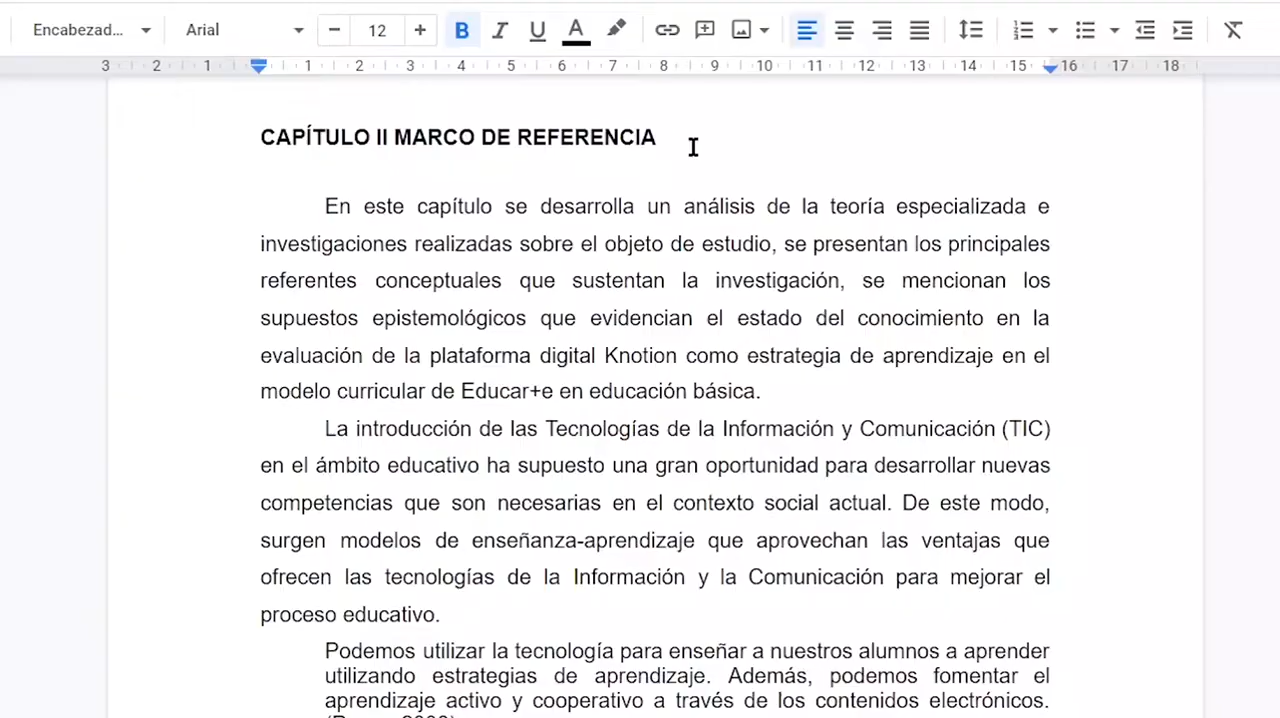 Encabezad... Arial − 12 + B I U A
3 2 1 1 2 3 4 5 6 7 8 9 10 11 12 13 14 15 16 17 18
CAPÍTULO II MARCO DE REFERENCIA
En este capítulo se desarrolla un análisis de la teoría especializada e
investigaciones realizadas sobre el objeto de estudio, se presentan los principales
referentes conceptuales que sustentan la investigación, se mencionan los
supuestos epistemológicos que evidencian el estado del conocimiento en la
evaluación de la plataforma digital Knotion como estrategia de aprendizaje en el
modelo curricular de Educar+e en educación básica.
La introducción de las Tecnologías de la Información y Comunicación (TIC)
en el ámbito educativo ha supuesto una gran oportunidad para desarrollar nuevas
competencias que son necesarias en el contexto social actual. De este modo,
surgen modelos de enseñanza-aprendizaje que aprovechan las ventajas que
ofrecen las tecnologías de la Información y la Comunicación para mejorar el
proceso educativo.
Podemos utilizar la tecnología para enseñar a nuestros alumnos a aprender
utilizando estrategias de aprendizaje. Además, podemos fomentar el
aprendizaje activo y cooperativo a través de los contenidos electrónicos.